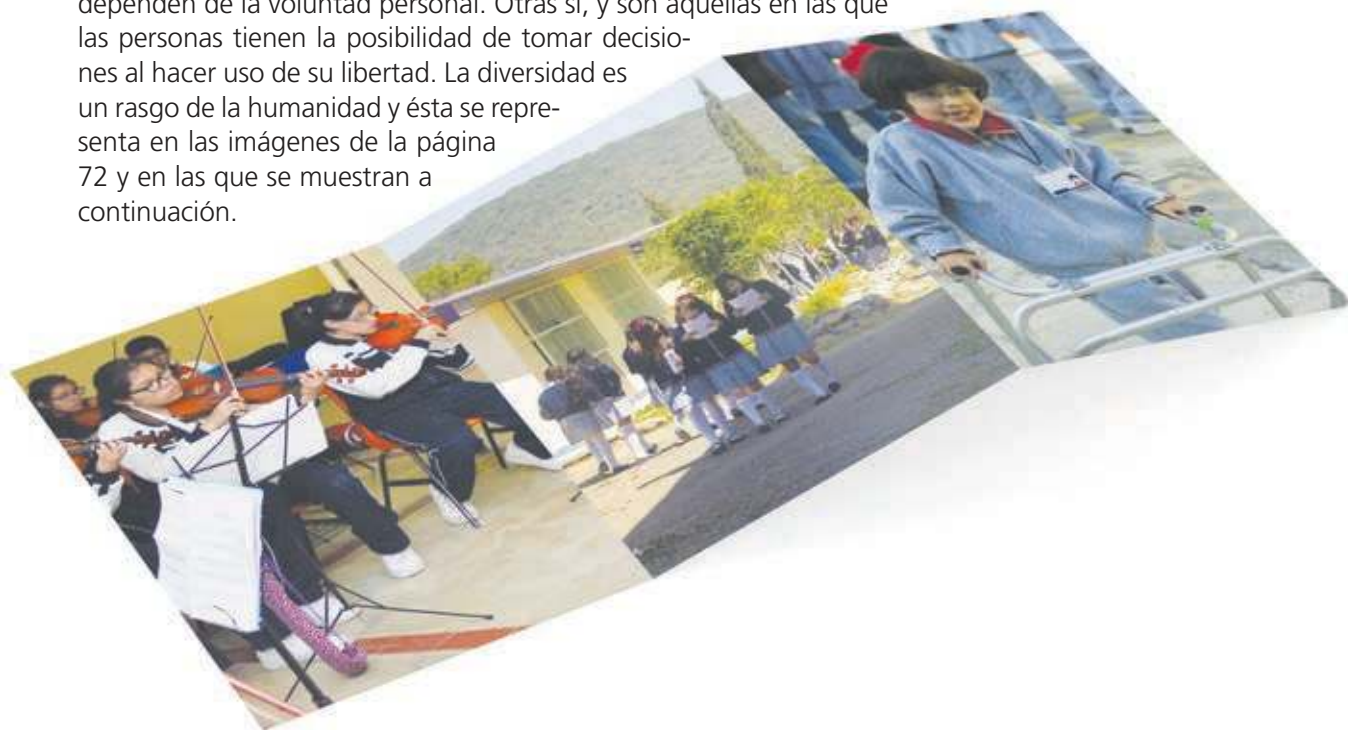 dependen de la voluntad personal. Otras sí, y son aquellas en las que
las personas tienen la posibilidad de tomar decisio-
nes al hacer uso de su libertad. La diversidad es
un rasgo de la humanidad y ésta se repre-
senta en las imágenes de la página
72 y en las que se muestran a
continuación.